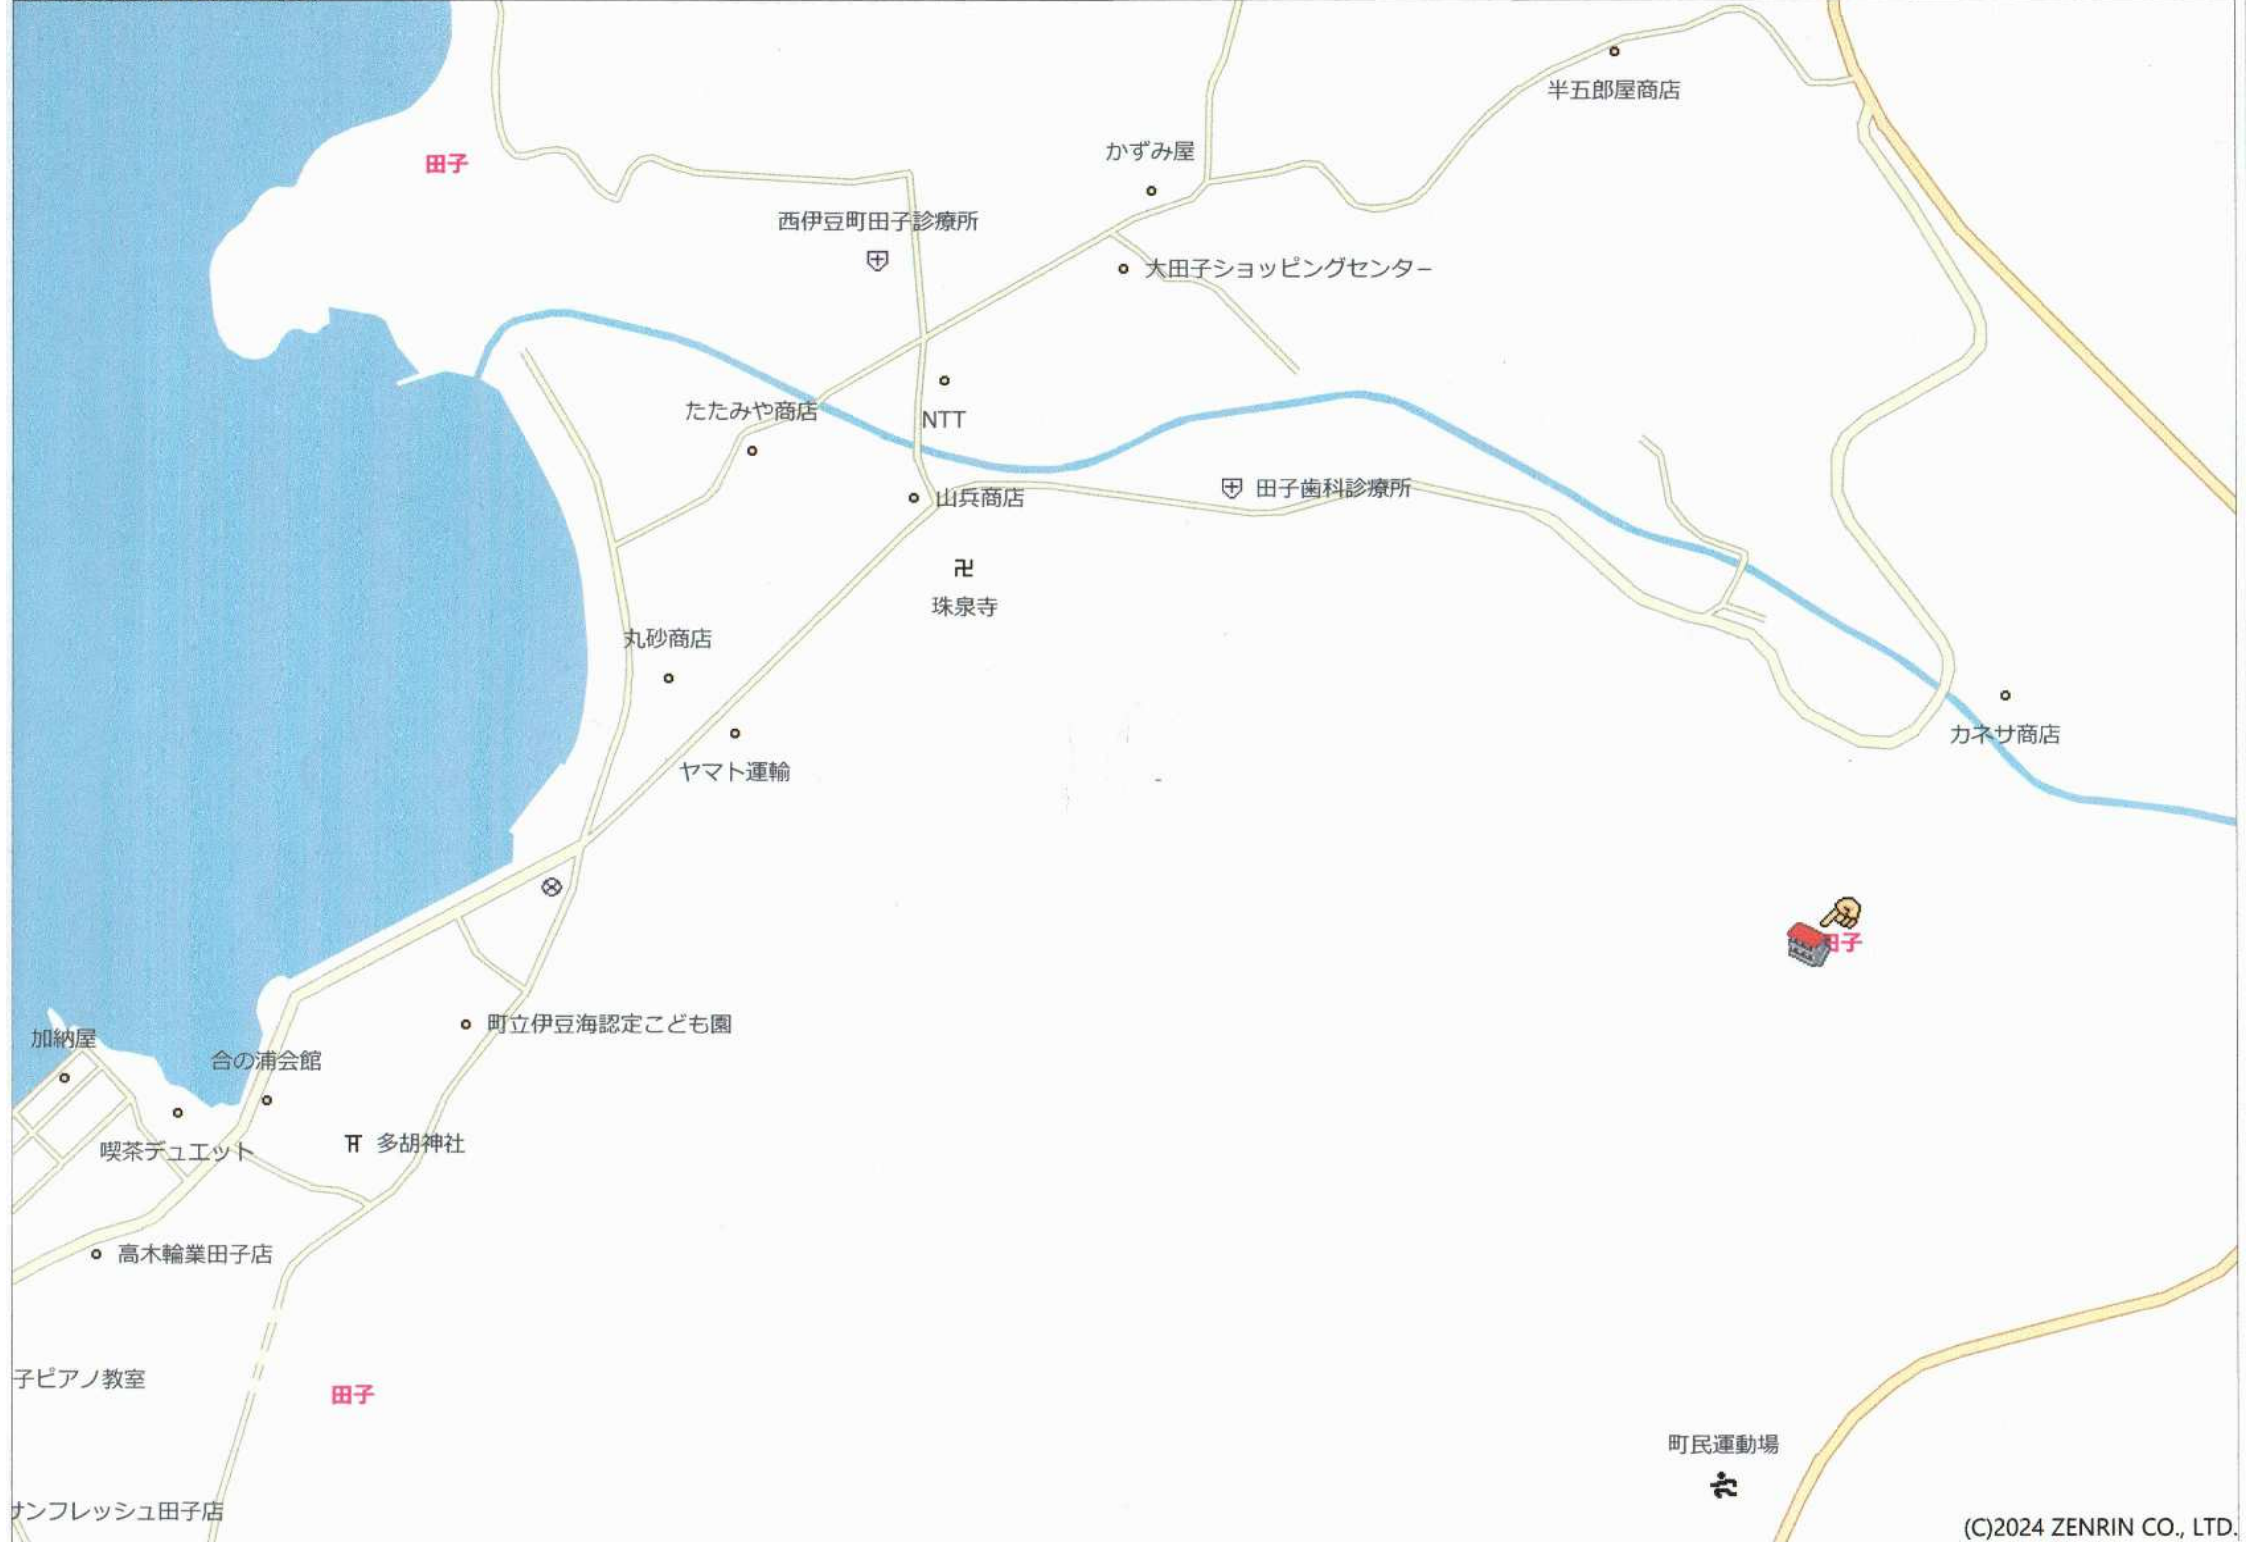 半五郎屋商店
かずみ屋
田子
西伊豆町田子診療所
大田子ショッピングセンター
たたみや商店
NTT
田子歯科診療所
山兵商店
珠泉寺
丸砂商店
カネサ商店
ヤマト運輸
田子
町立伊豆海認定こども園
加納屋
合の浦会館
多胡神社
喫茶デュエット
高木輪業田子店
子ピアノ教室
田子
町民運動場
サンフレッシュ田子店
(C)2024 ZENRIN CO., LTD.